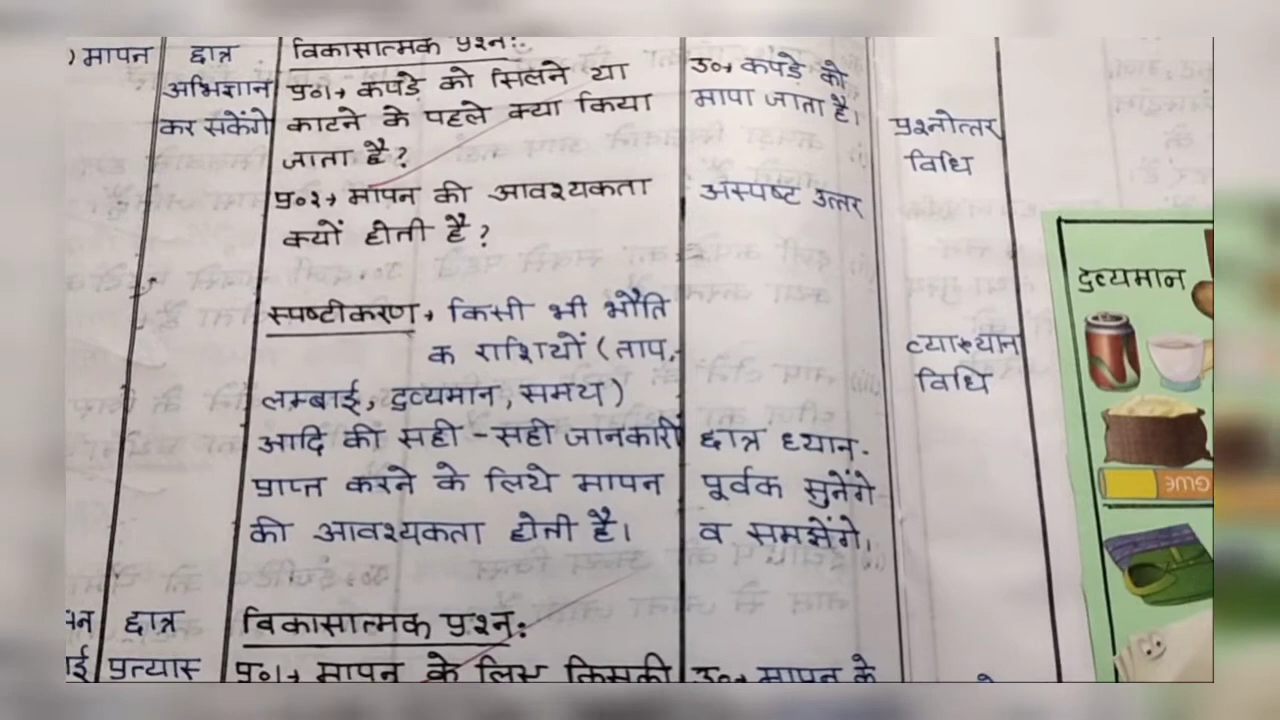 ) मापन
छात्र
अभिज्ञान
कर सकेंगे
विकासात्मक प्रश्न:-
प्र०1→ कपड़े को सिलने या
काटने के पहले क्या किया
जाता है?
प्र०2→ मापन की आवश्यकता
क्यों होती है?
उ०→ कपड़े को
मापा जाता है।
अस्पष्ट उत्तर
प्रश्नोत्तर
विधि
स्पष्टीकरण→ किसी भी भौति
क राशियों (ताप,
लम्बाई, द्रव्यमान, समय)
आदि की सही-सही जानकारी
प्राप्त करने के लिये मापन
की आवश्यकता होती है।
छात्र ध्यान-
पूर्वक सुनेंगे
व समझेंगे।
व्याख्यान
विधि
द्रव्यमान
छात्र
प्रत्यास
विकासात्मक प्रश्न:
प्र०1→ मापन के लिए किसकी
उ०→ मापन के